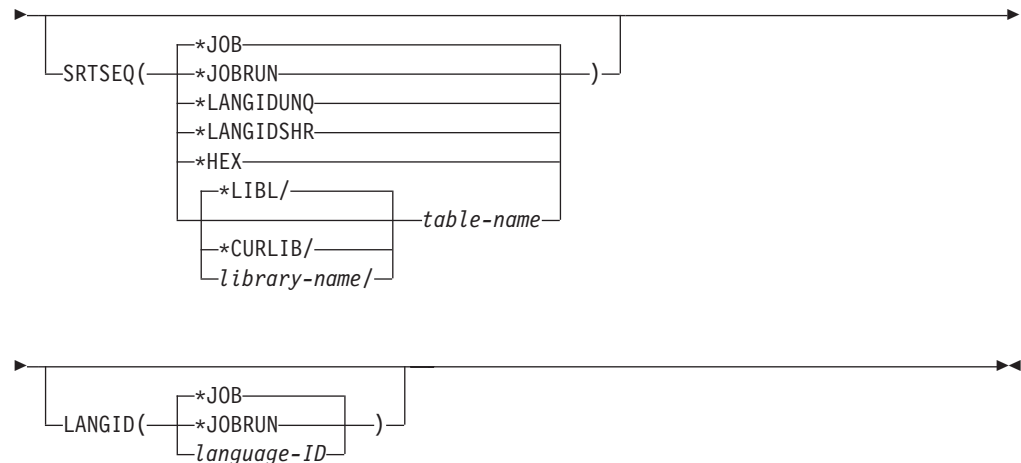 *JOB
SRTSEQ( *JOBRUN )
*LANGIDUNQ
*LANGIDSHR
*HEX
*LIBL/
table-name
*CURLIB/
library-name/
*JOB
LANGID( *JOBRUN )
language-ID